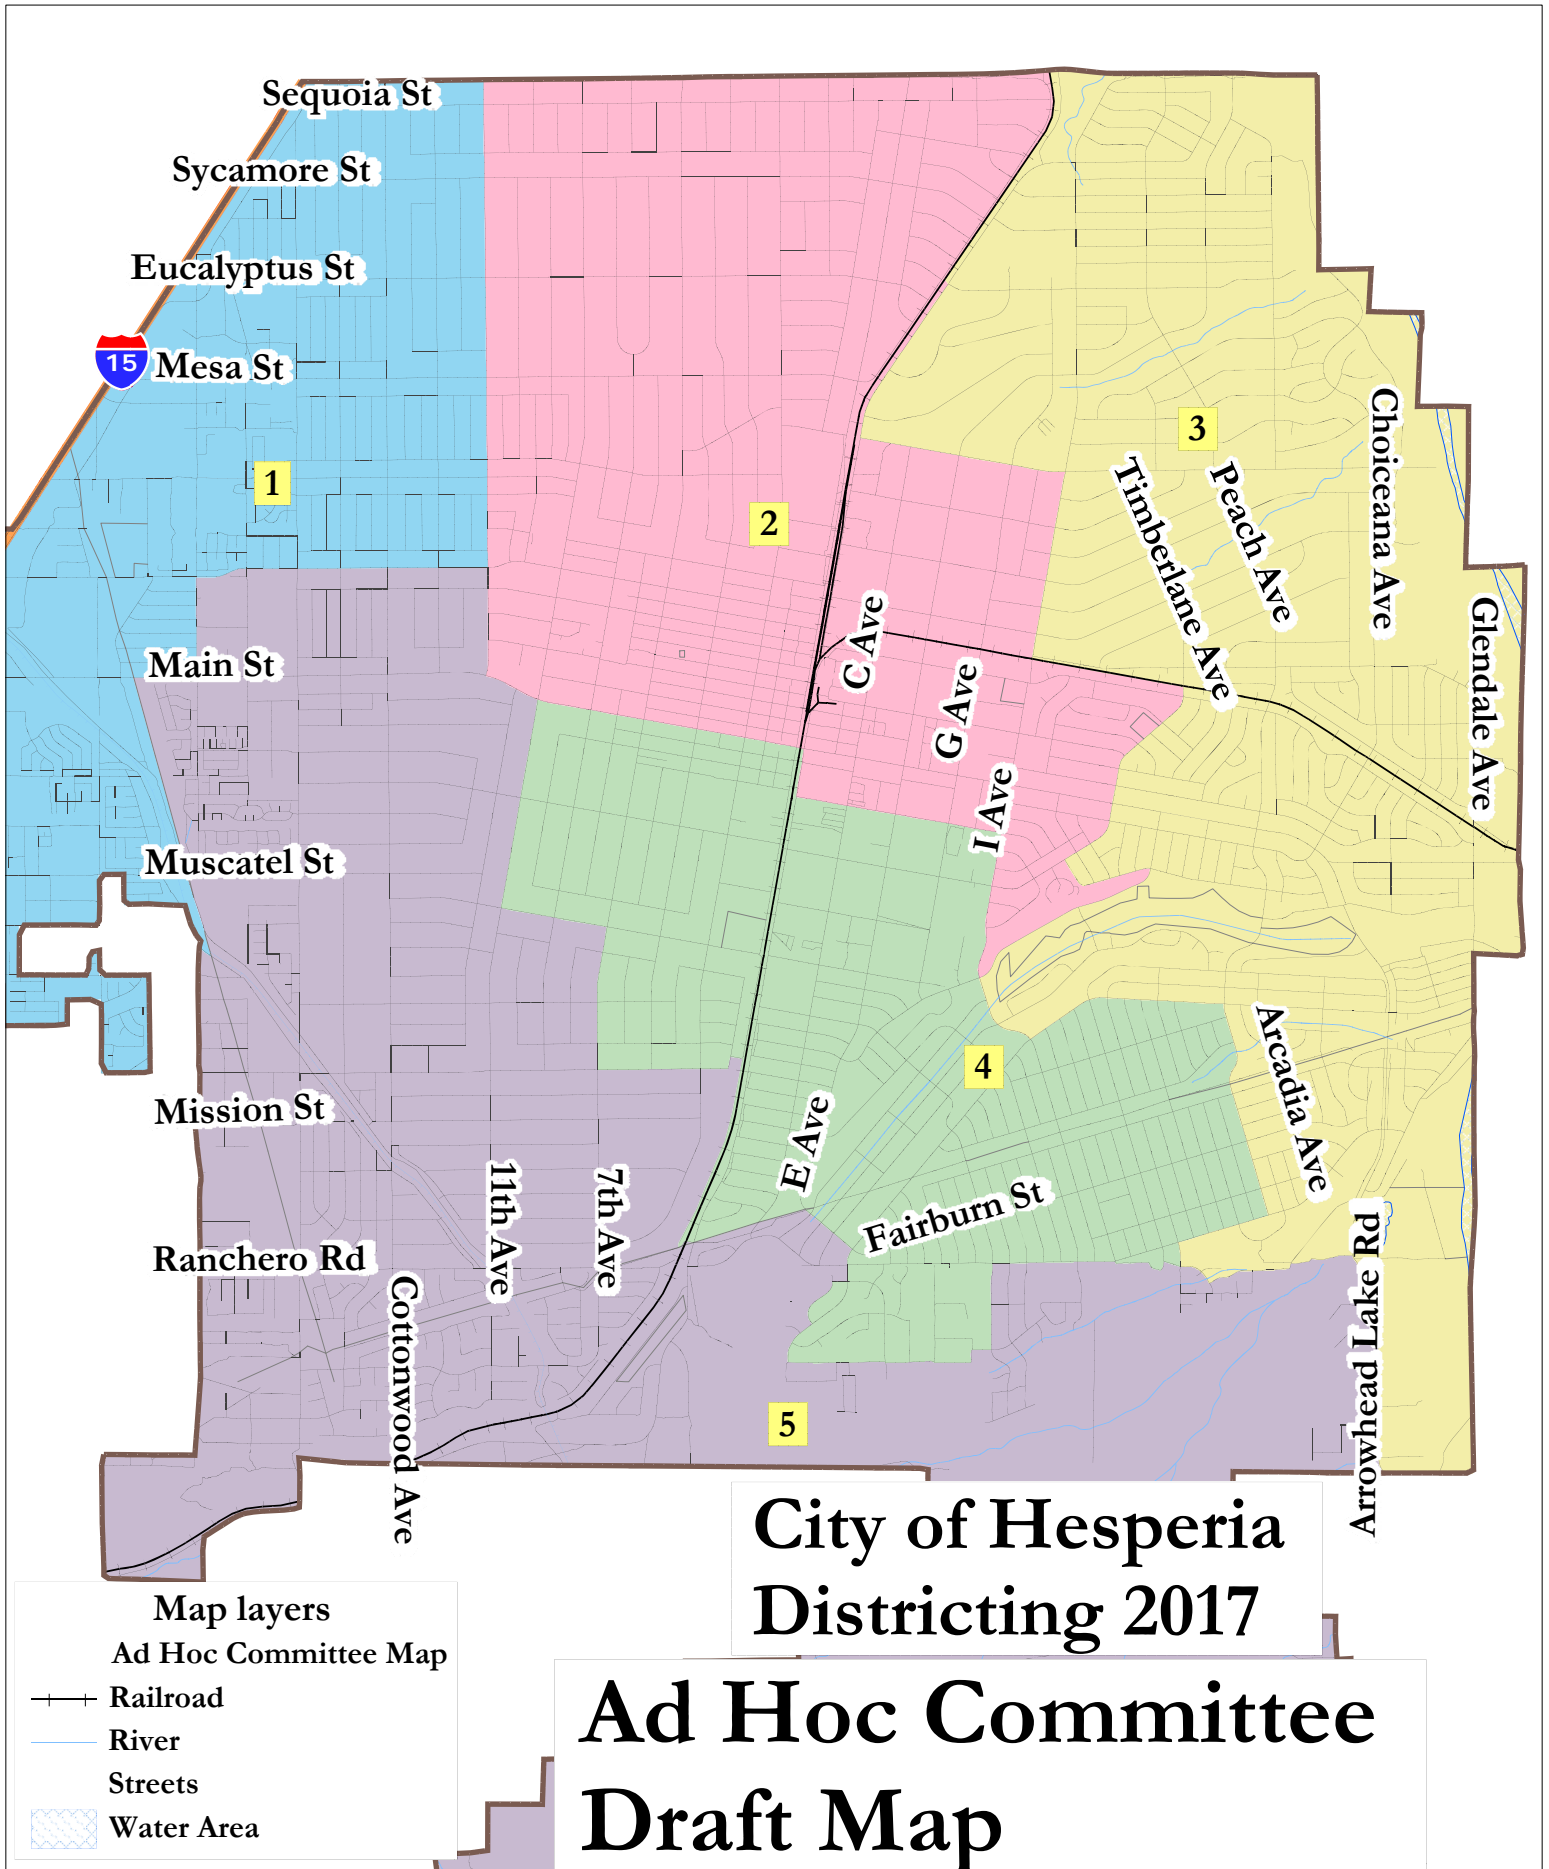 Sequoia St
Sycamore St
Eucalyptus St
15
Mesa St
Choiceana Ave
3
Timberlane Ave
Peach Ave
1
2
C Ave
Glendale Ave
Main St
G Ave
I Ave
Muscatel St
4
Arcadia Ave
Mission St
E Ave
11th Ave
7th Ave
Fairburn St
Ranchero Rd
Cottonwood Ave
Arrowhead Lake Rd
5
City of Hesperia
Districting 2017
Ad Hoc Committee
Draft Map
Map layers
Ad Hoc Committee Map
Railroad
River
Streets
Water Area